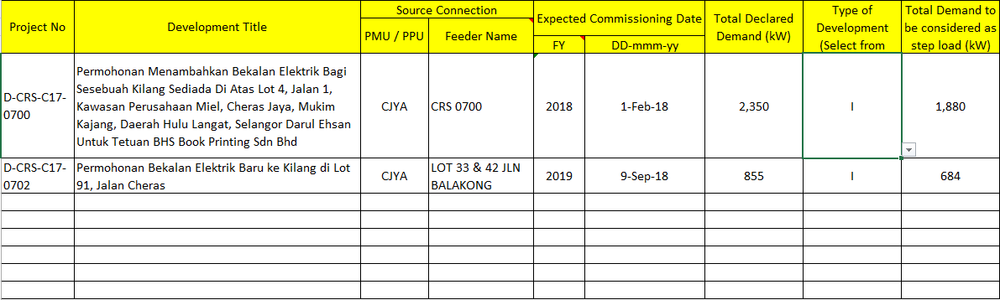 Project No
Development Title
Source Connection
PMU / PPU
Feeder Name
Expected Commissioning Date
FY
DD-mmm-yy
Total Declared
Demand (kW)
Type of
Development
(Select from
Total Demand to
be considered as
step load (kW)
D-CRS-C17-
0700
Permohonan Menambahkan Bekalan Elektrik Bagi
Sesebuah Kilang Sediada Di Atas Lot 4, Jalan 1,
Kawasan Perusahaan Miel, Cheras Jaya, Mukim
Kajang, Daerah Hulu Langat, Selangor Darul Ehsan
Untuk Tetuan BHS Book Printing Sdn Bhd
CJYA
CRS 0700
2018
1-Feb-18
2,350
I
1,880
D-CRS-C17-
0702
Permohonan Bekalan Elektrik Baru ke Kilang di Lot
91, Jalan Cheras
CJYA
LOT 33 & 42 JLN
BALAKONG
2019
9-Sep-18
855
I
684